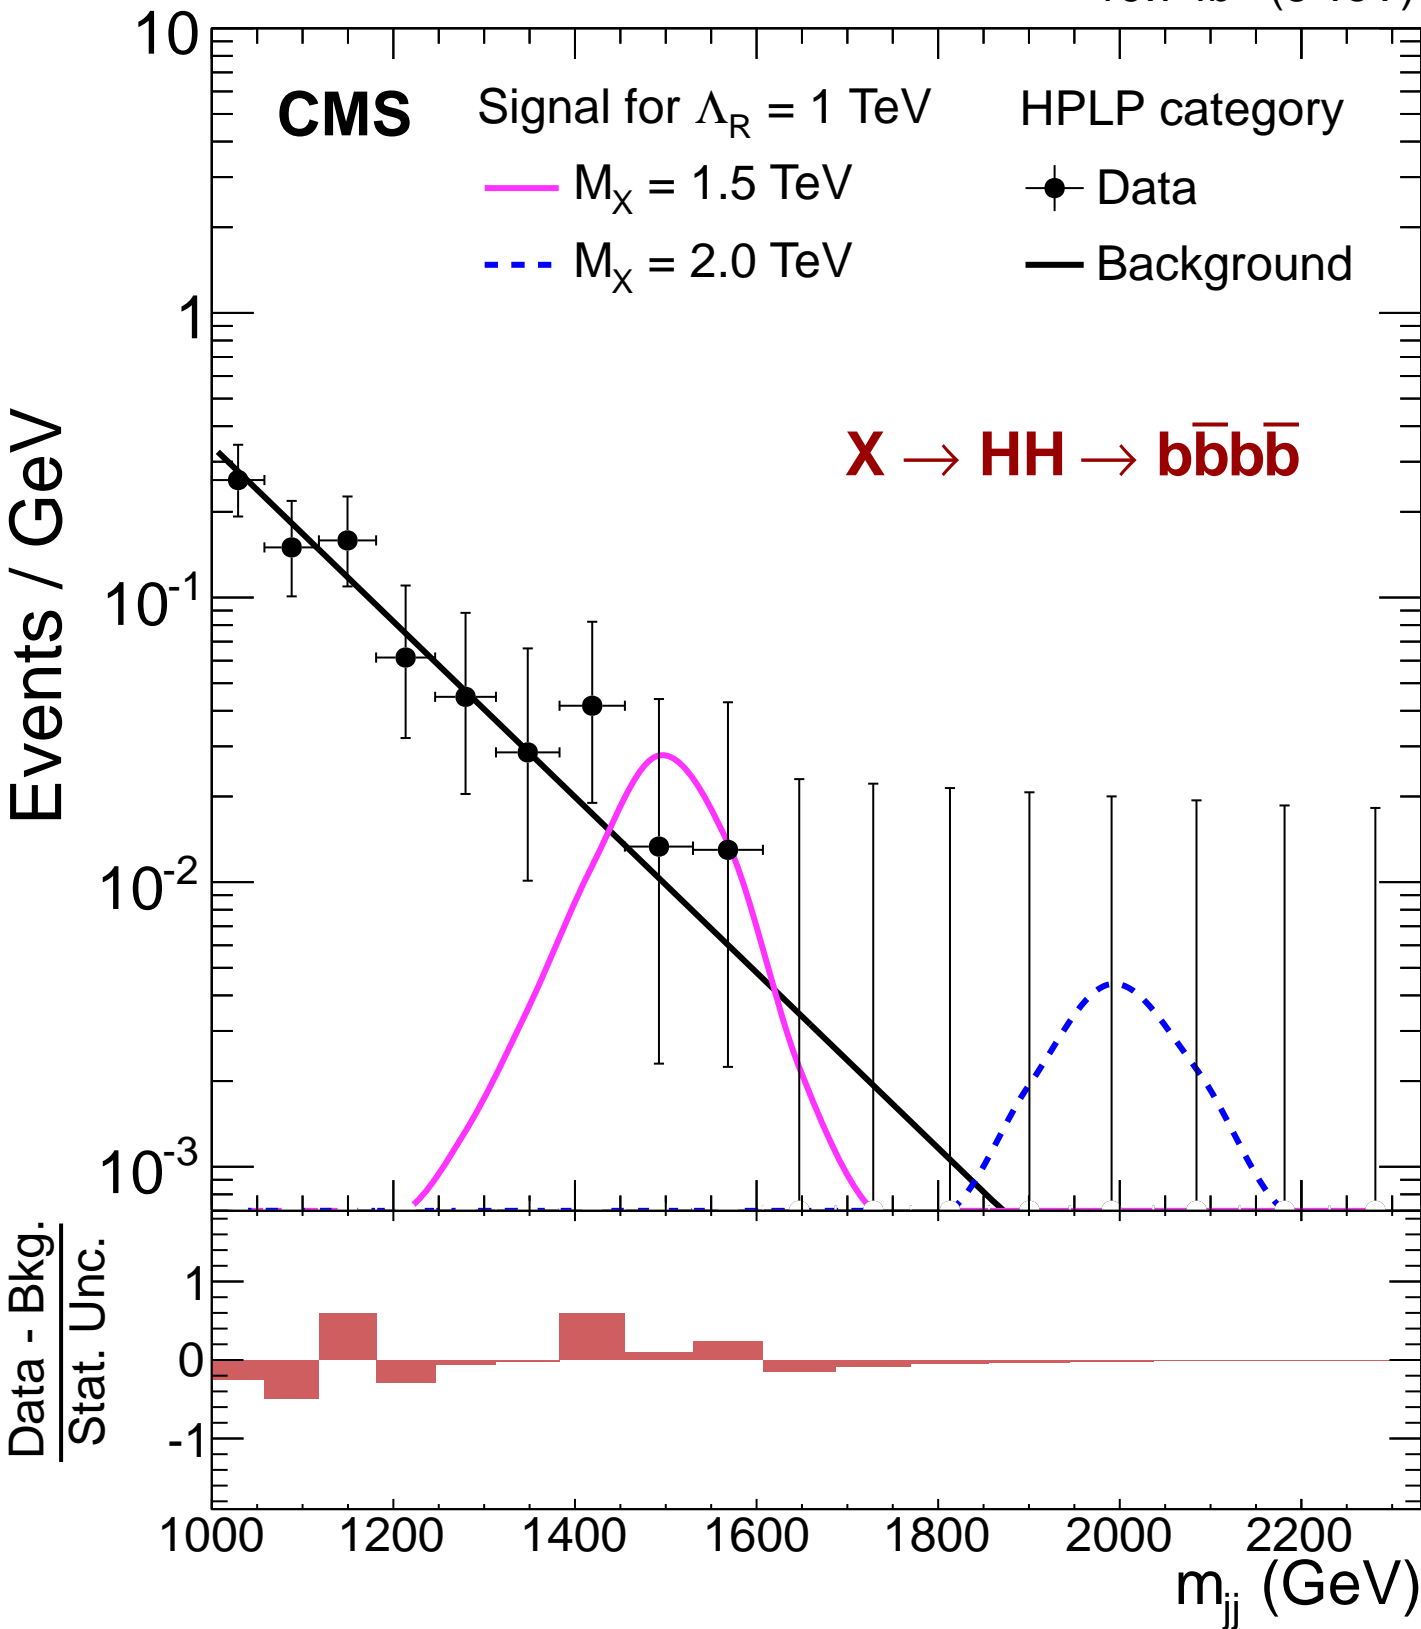 CMS
Signal for Λ_R = 1 TeV
M_X = 1.5 TeV
M_X = 2.0 TeV
HPLP category
Data
Background
X → HH → bb̅bb̅
Events / GeV
10
1
10^-1
10^-2
10^-3
Data - Bkg.
Stat. Unc.
1
0
-1
1000 1200 1400 1600 1800 2000 2200
m_jj (GeV)